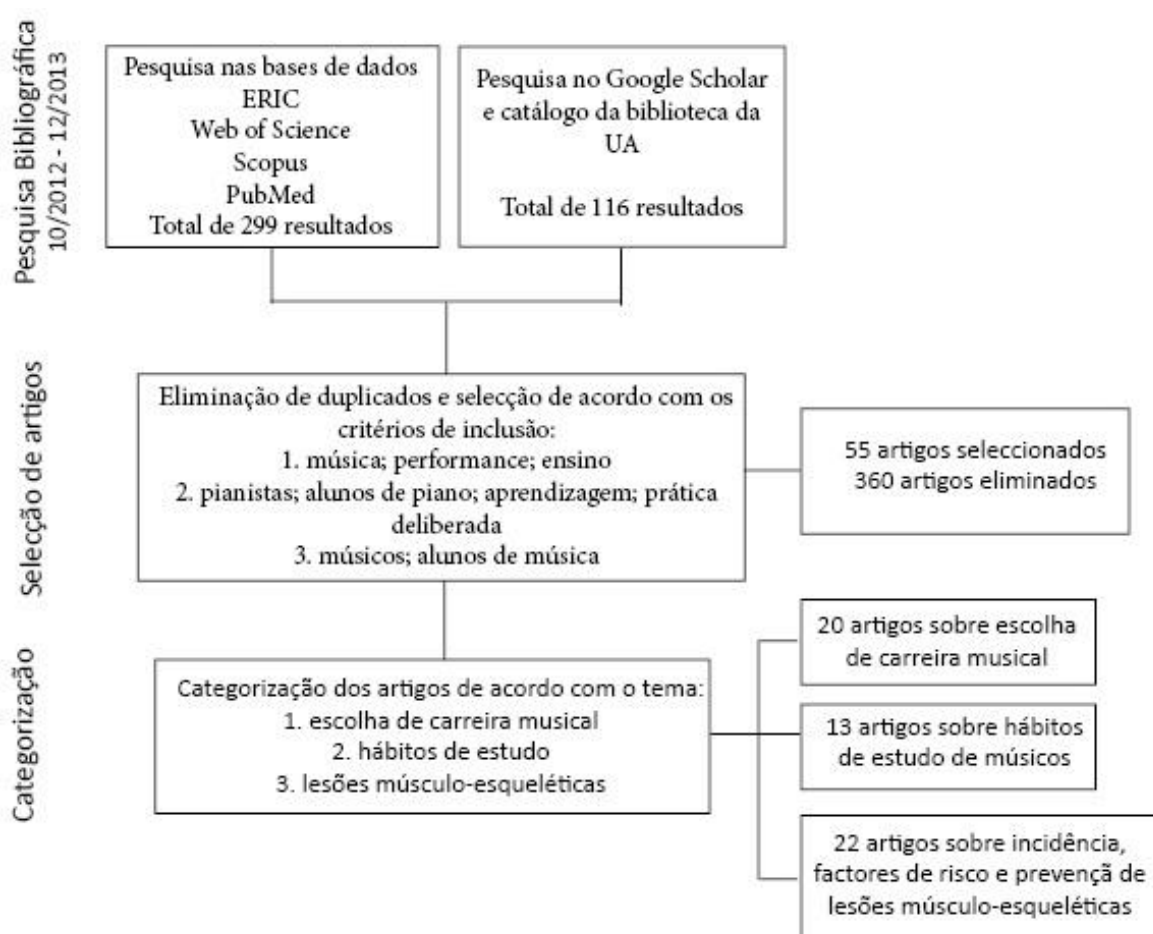 Pesquisa Bibliográfica
10/2012 - 12/2013
Pesquisa nas bases de dados
ERIC
Web of Science
Scopus
PubMed
Total de 299 resultados
Pesquisa no Google Scholar
e catálogo da biblioteca da
UA
Total de 116 resultados
Selecção de artigos
Eliminação de duplicados e selecção de acordo com os
critérios de inclusão:
1. música; performance; ensino
2. pianistas; alunos de piano; aprendizagem; prática
deliberada
3. músicos; alunos de música
55 artigos seleccionados
360 artigos eliminados
Categorização
Categorização dos artigos de acordo com o tema:
1. escolha de carreira musical
2. hábitos de estudo
3. lesões músculo-esqueléticas
20 artigos sobre escolha
de carreira musical
13 artigos sobre hábitos
de estudo de músicos
22 artigos sobre incidência,
factores de risco e prevençã de
lesões músculo-esqueléticas